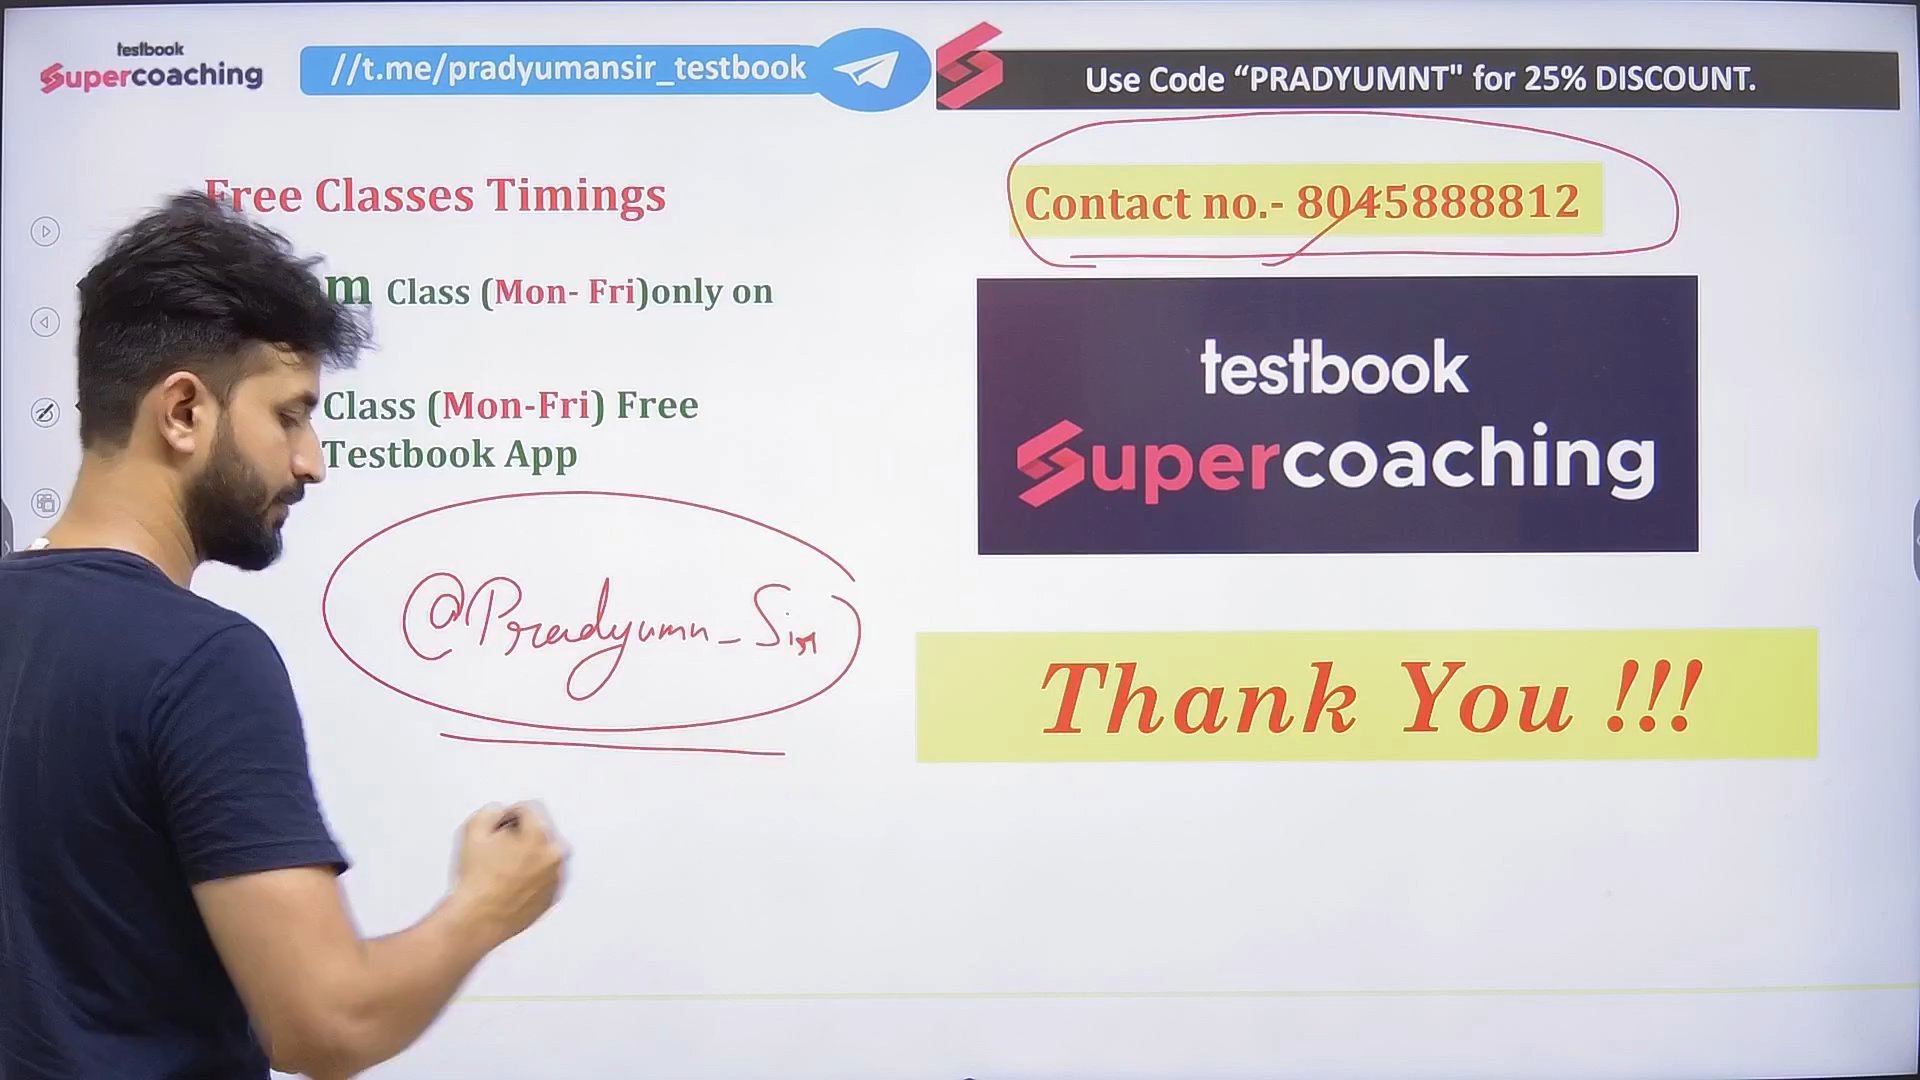 testbook
Supercoaching
//t.me/pradyumansir_testbook
Use Code “PRADYUMNT" for 25% DISCOUNT.
Free Classes Timings
Contact no.- 8045888812
m Class (Mon- Fri)only on
Class (Mon-Fri) Free
Testbook App
testbook
Supercoaching
@Pradyumn_Sir
Thank You !!!